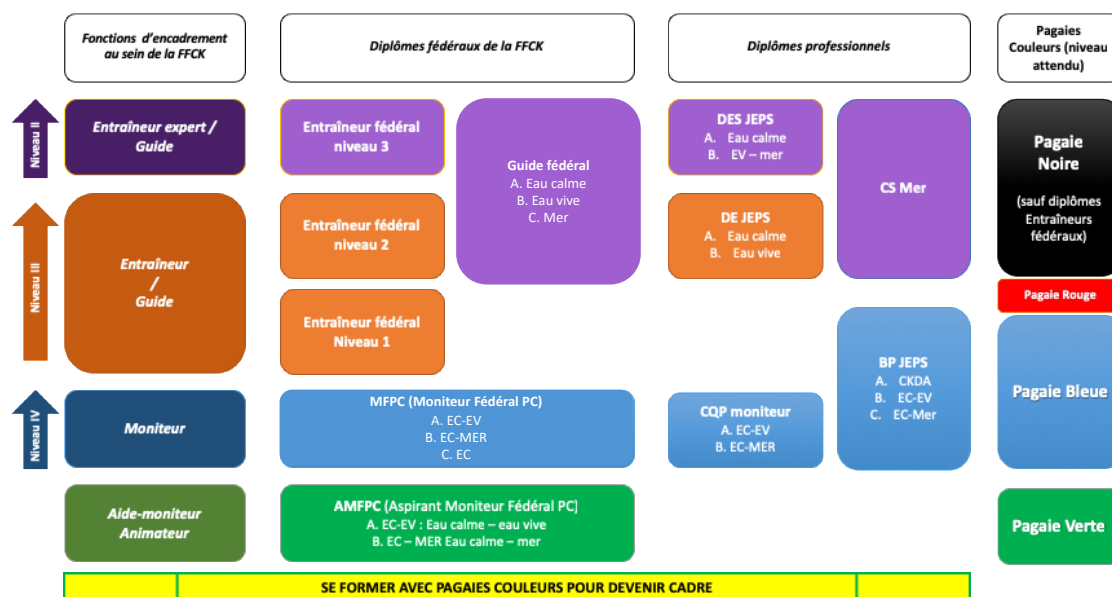 Fonctions d'encadrement
au sein de la FFCK
Diplômes fédéraux de la FFCK
Diplômes professionnels
Pagaies
Couleurs (niveau
attendu)
Niveau II
Entraîneur expert /
Guide
Entraîneur fédéral
niveau 3
Guide fédéral
A. Eau calme
B. Eau vive
C. Mer
DES JEPS
A. Eau calme
B. EV – mer
CS Mer
Pagaie
Noire
(sauf diplômes
Entraîneurs
fédéraux)
Niveau III
Entraîneur
/
Guide
Entraîneur fédéral
niveau 2
DE JEPS
A. Eau calme
B. Eau vive
Entraîneur fédéral
Niveau 1
Pagaie Rouge
Niveau IV
Moniteur
MFPC (Moniteur Fédéral PC)
A. EC-EV
B. EC-MER
C. EC
CQP moniteur
A. EC-EV
B. EC-MER
BP JEPS
A. CKDA
B. EC-EV
C. EC-Mer
Pagaie Bleue
Aide-moniteur
Animateur
AMFPC (Aspirant Moniteur Fédéral PC)
A. EC-EV : Eau calme – eau vive
B. EC – MER Eau calme – mer
Pagaie Verte
SE FORMER AVEC PAGAIES COULEURS POUR DEVENIR CADRE